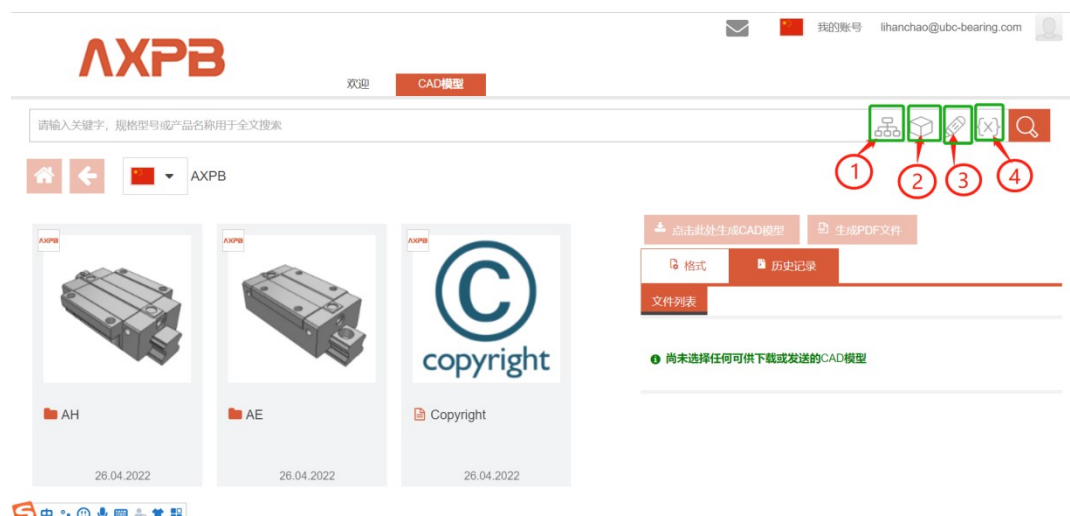 我的账号 lihanchao@ubc-bearing.com
AXPB
欢迎 CAD模型
请输入关键字，规格型号或产品名称用于全文搜索
{x}
1 2 3 4
AXPB
点击此处生成CAD模型 生成PDF文件
格式 历史记录
文件列表
尚未选择任何可供下载或发送的CAD模型
AXPB AXPB AXPB
copyright
AH AE Copyright
26.04.2022 26.04.2022 26.04.2022
中